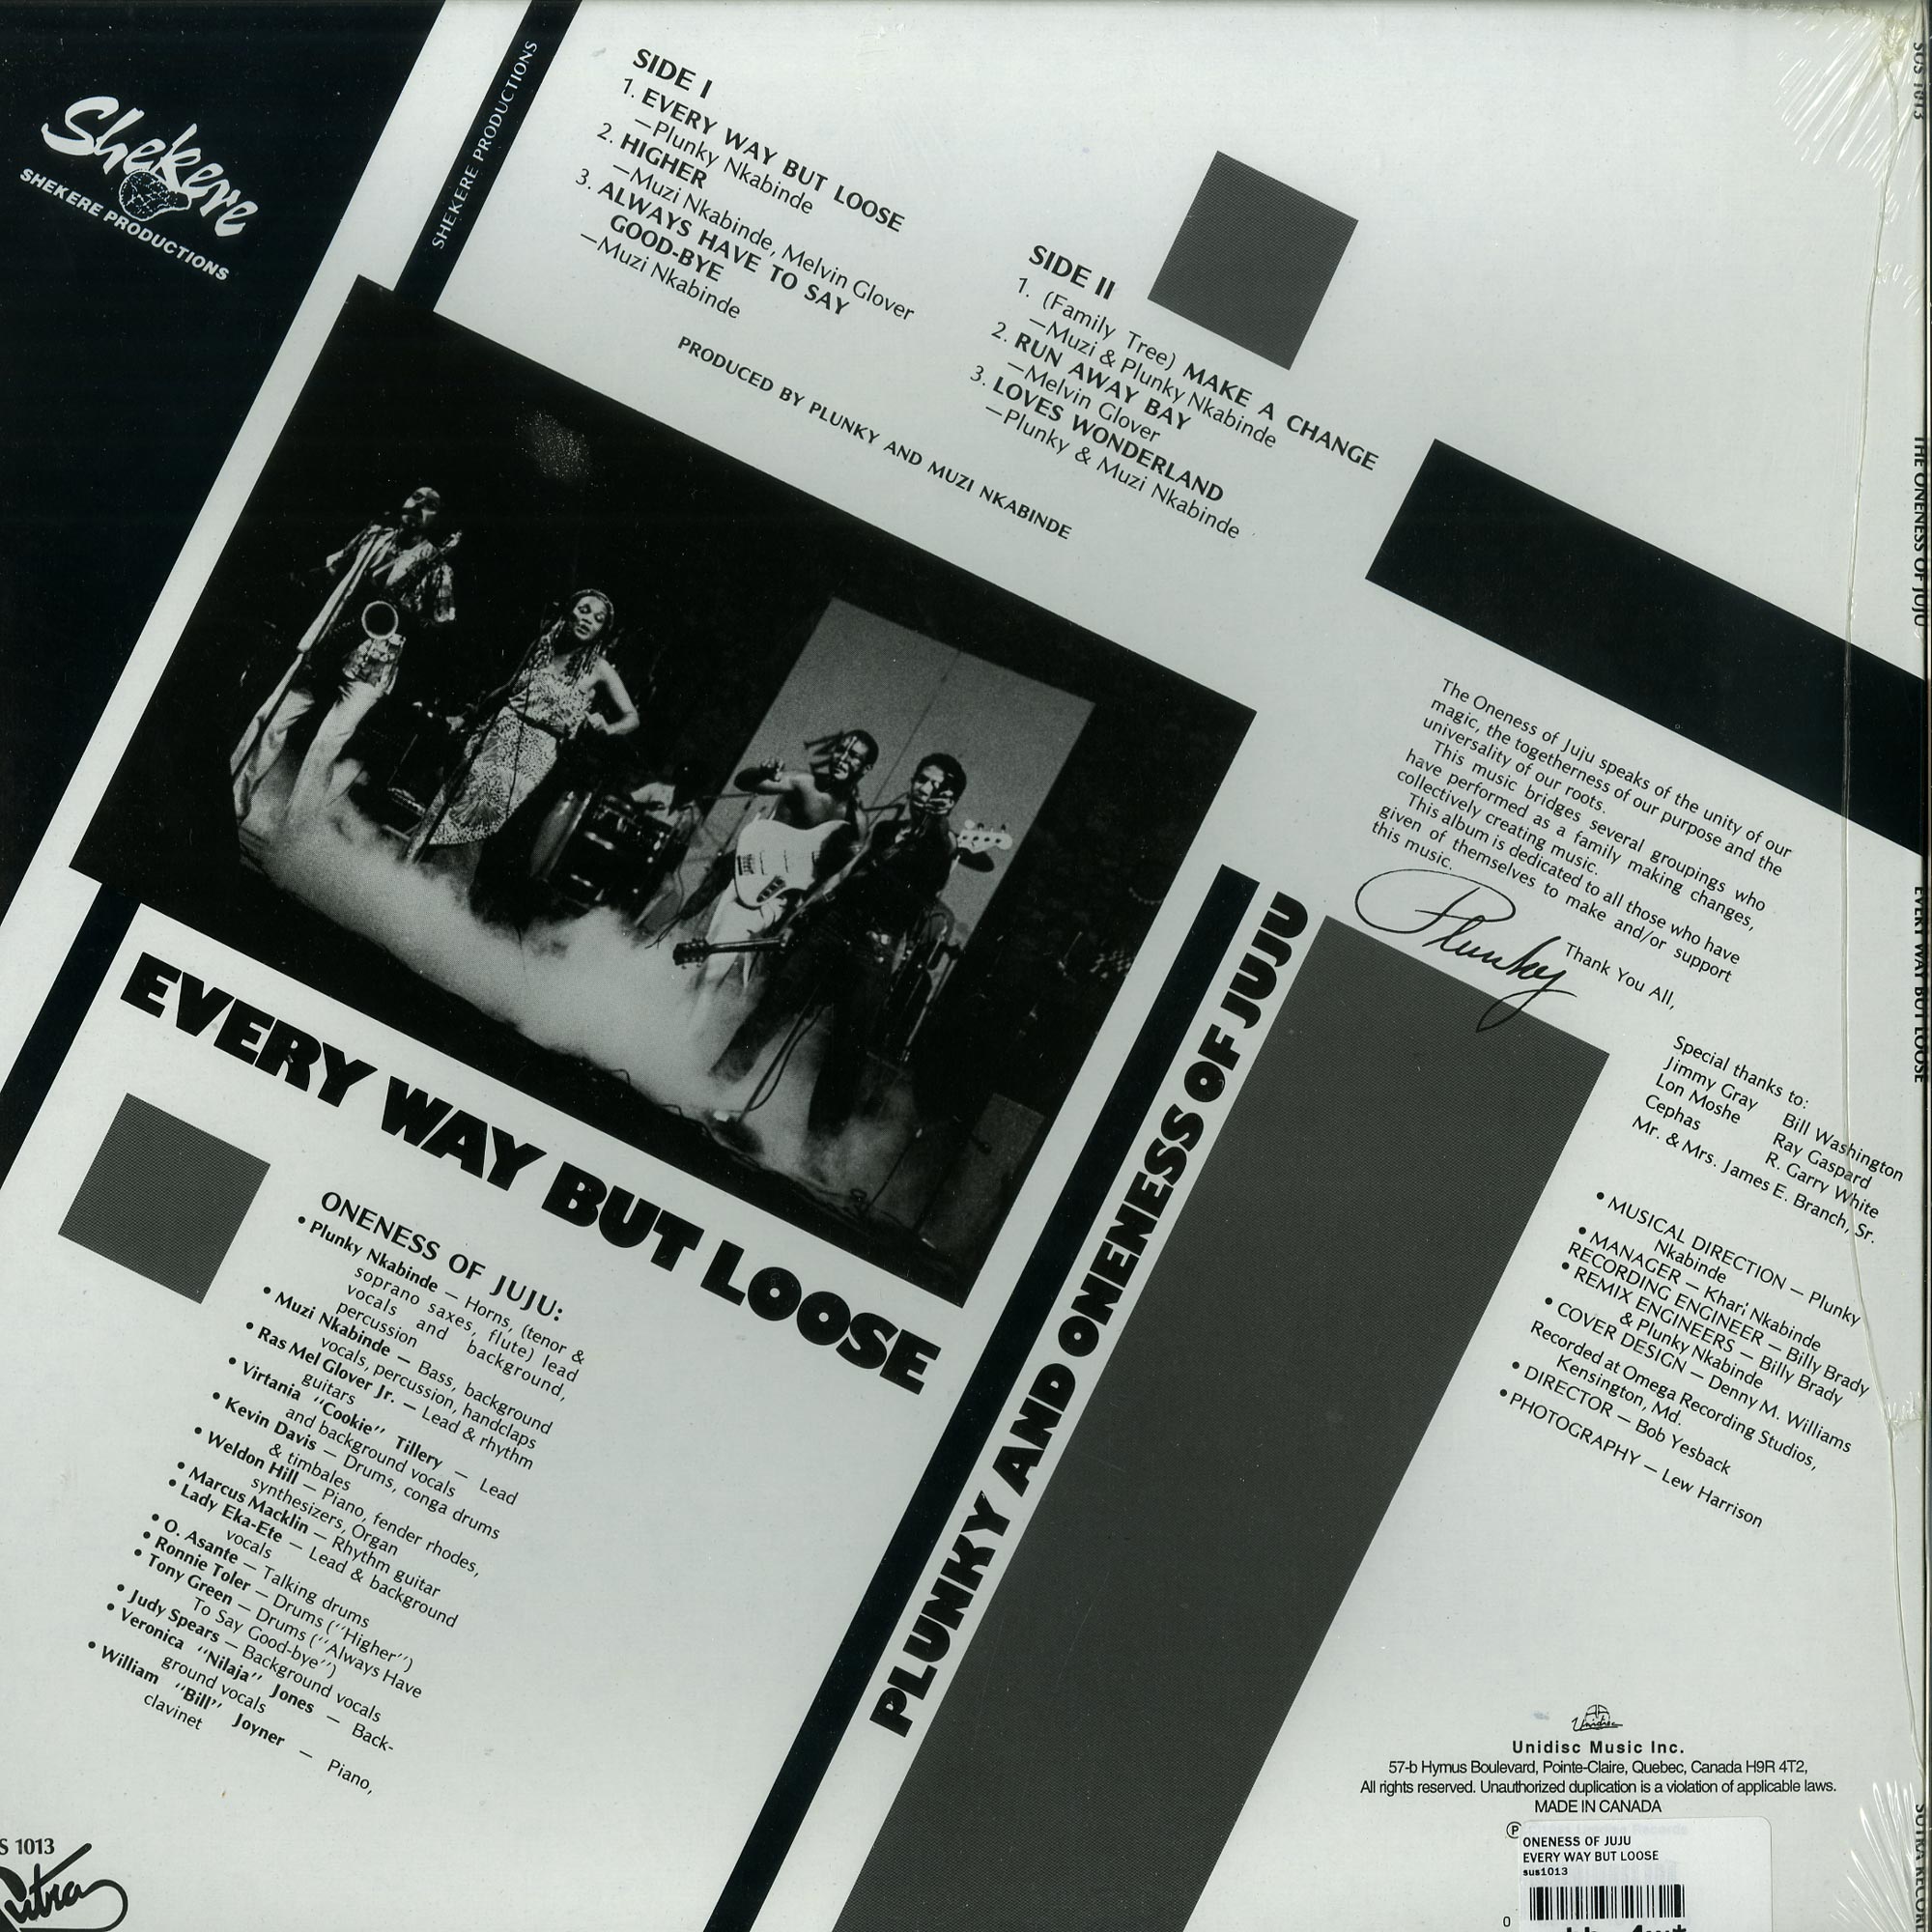 Shekere
SHEKERE PRODUCTIONS
SHEKERE PRODUCTIONS
SIDE I
1. EVERY WAY BUT LOOSE
—Plunky Nkabinde
2. HIGHER
—Muzi Nkabinde, Melvin Glover
3. ALWAYS HAVE TO SAY
GOOD-BYE
—Muzi Nkabinde
SIDE II
1. (Family Tree) MAKE A CHANGE
—Muzi & Plunky Nkabinde
2. RUN AWAY BAY
—Melvin Glover
3. LOVES WONDERLAND
—Plunky & Muzi Nkabinde
PRODUCED BY PLUNKY AND MUZI NKABINDE
EVERY WAY BUT LOOSE
PLUNKY AND ONENESS OF JUJU
ONENESS OF JUJU:
• Plunky Nkabinde — Horns, (tenor &
soprano saxes, flute) lead
vocals and background,
percussion
• Muzi Nkabinde — Bass, background
vocals, percussion, handclaps
• Ras Mel Glover Jr. — Lead & rhythm
guitars
• Virtania "Cookie" Tillery — Lead
and background vocals
• Kevin Davis — Drums, conga drums
& timbales
• Weldon Hill — Piano, fender rhodes,
synthesizers, Organ
• Marcus Macklin — Rhythm guitar
• Lady Eka-Ete — Lead & background
vocals
• O. Asante — Talking drums
• Ronnie Toler — Drums ("Higher")
• Tony Green — Drums ("Always Have
To Say Good-bye")
• Judy Spears — Background vocals
• Veronica "Nilaja" Jones — Back-
ground vocals
• William "Bill" Joyner — Piano,
clavinet
The Oneness of Juju speaks of the unity of our
magic, the togetherness of our purpose and the
universality of our roots.
This music bridges several groupings who
have performed as a family making changes,
collectively creating music.
This album is dedicated to all those who have
given of themselves to make and/or support
this music.
Thank You All,
Plunky
Special thanks to:
Jimmy Gray Bill Washington
Lon Moshe Ray Gaspard
Cephas R. Garry White
Mr. & Mrs. James E. Branch, Sr.
• MUSICAL DIRECTION — Plunky
Nkabinde
• MANAGER — Khari Nkabinde
RECORDING ENGINEER — Billy Brady
• REMIX ENGINEERS — Billy Brady
& Plunky Nkabinde
• COVER DESIGN — Denny M. Williams
Recorded at Omega Recording Studios,
Kensington, Md.
• DIRECTOR — Bob Yesback
• PHOTOGRAPHY — Lew Harrison
Unidisc
Unidisc Music Inc.
57-b Hymus Boulevard, Pointe-Claire, Quebec, Canada H9R 4T2,
All rights reserved. Unauthorized duplication is a violation of applicable laws.
MADE IN CANADA
Ⓟ
ONENESS OF JUJU
EVERY WAY BUT LOOSE
sus1013
0
S 1013
Sutra
SUS 1013
THE ONENESS OF JUJU
EVERY WAY BUT LOOSE
SUTRA RECOR